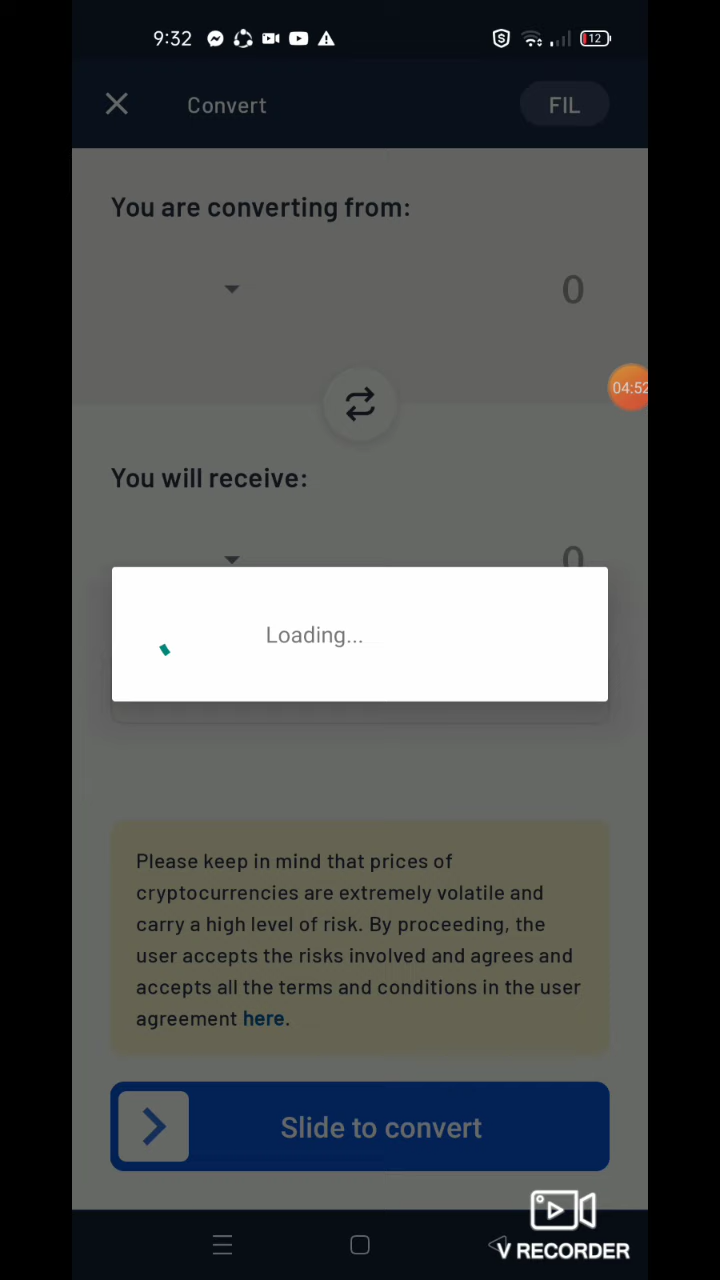 9:32
12
Convert
FIL
You are converting from:
0
04:52
You will receive:
0
Loading...
Please keep in mind that prices of
cryptocurrencies are extremely volatile and
carry a high level of risk. By proceeding, the
user accepts the risks involved and agrees and
accepts all the terms and conditions in the user
agreement here.
Slide to convert
V RECORDER